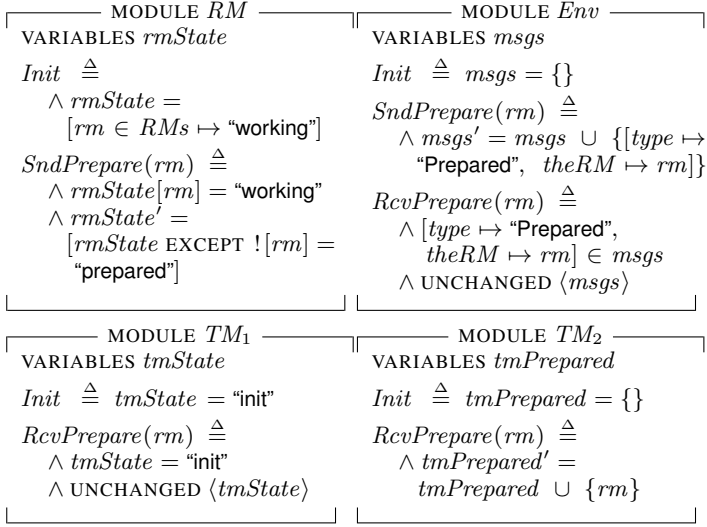 MODULE RM
VARIABLES rmState
Init ≜
∧ rmState =
[rm ∈ RMs ↦ “working”]
SndPrepare(rm) ≜
∧ rmState[rm] = “working”
∧ rmState′ =
[rmState EXCEPT ![rm] =
“prepared”]
MODULE Env
VARIABLES msgs
Init ≜ msgs = {}
SndPrepare(rm) ≜
∧ msgs′ = msgs ∪ {[type ↦
“Prepared”, theRM ↦ rm]}
RcvPrepare(rm) ≜
∧ [type ↦ “Prepared”,
theRM ↦ rm] ∈ msgs
∧ UNCHANGED ⟨msgs⟩
MODULE TM₁
VARIABLES tmState
Init ≜ tmState = “init”
RcvPrepare(rm) ≜
∧ tmState = “init”
∧ UNCHANGED ⟨tmState⟩
MODULE TM₂
VARIABLES tmPrepared
Init ≜ tmPrepared = {}
RcvPrepare(rm) ≜
∧ tmPrepared′ =
tmPrepared ∪ {rm}